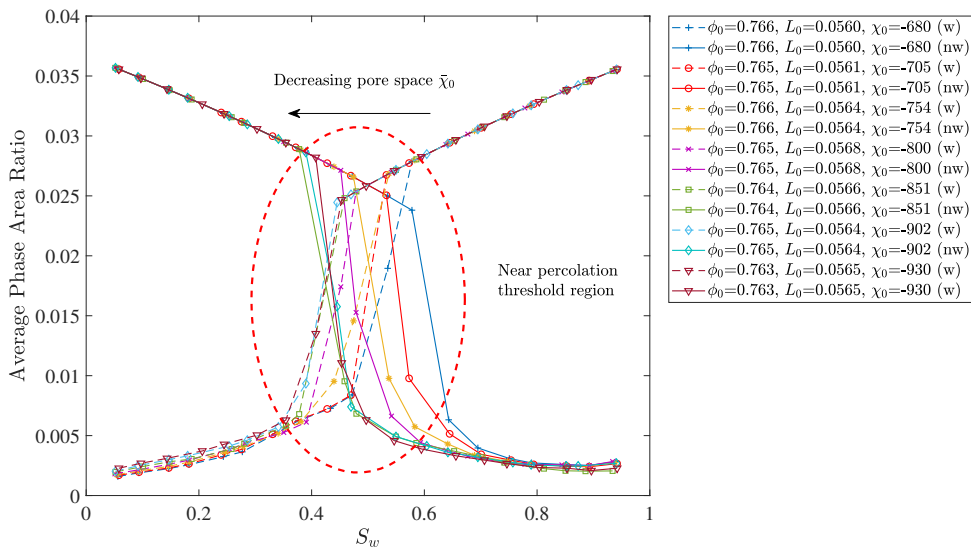 0.04
0.035
0.03
0.025
0.02
0.015
0.01
0.005
0
0
0.2
0.4
0.6
0.8
1
Average Phase Area Ratio
S_w
Decreasing pore space χ̄₀
Near percolation
threshold region
ϕ₀=0.766, L₀=0.0560, χ₀=-680 (w)
ϕ₀=0.766, L₀=0.0560, χ₀=-680 (nw)
ϕ₀=0.765, L₀=0.0561, χ₀=-705 (w)
ϕ₀=0.765, L₀=0.0561, χ₀=-705 (nw)
ϕ₀=0.766, L₀=0.0564, χ₀=-754 (w)
ϕ₀=0.766, L₀=0.0564, χ₀=-754 (nw)
ϕ₀=0.765, L₀=0.0568, χ₀=-800 (w)
ϕ₀=0.765, L₀=0.0568, χ₀=-800 (nw)
ϕ₀=0.764, L₀=0.0566, χ₀=-851 (w)
ϕ₀=0.764, L₀=0.0566, χ₀=-851 (nw)
ϕ₀=0.765, L₀=0.0564, χ₀=-902 (w)
ϕ₀=0.765, L₀=0.0564, χ₀=-902 (nw)
ϕ₀=0.763, L₀=0.0565, χ₀=-930 (w)
ϕ₀=0.763, L₀=0.0565, χ₀=-930 (w)